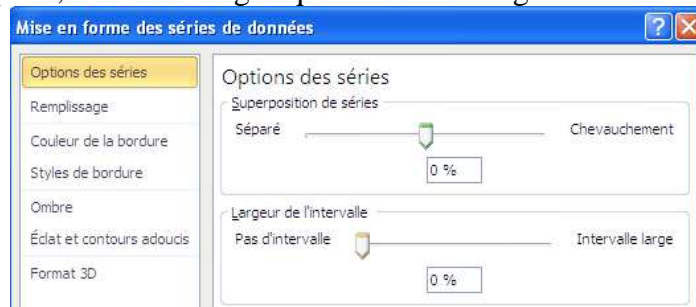 Mise en forme des séries de données
Options des séries
Remplissage
Couleur de la bordure
Styles de bordure
Ombre
Éclat et contours adoucis
Format 3D
Options des séries
Superposition de séries
Séparé Chevauchement
0 %
Largeur de l'intervalle
Pas d'intervalle Intervalle large
0 %